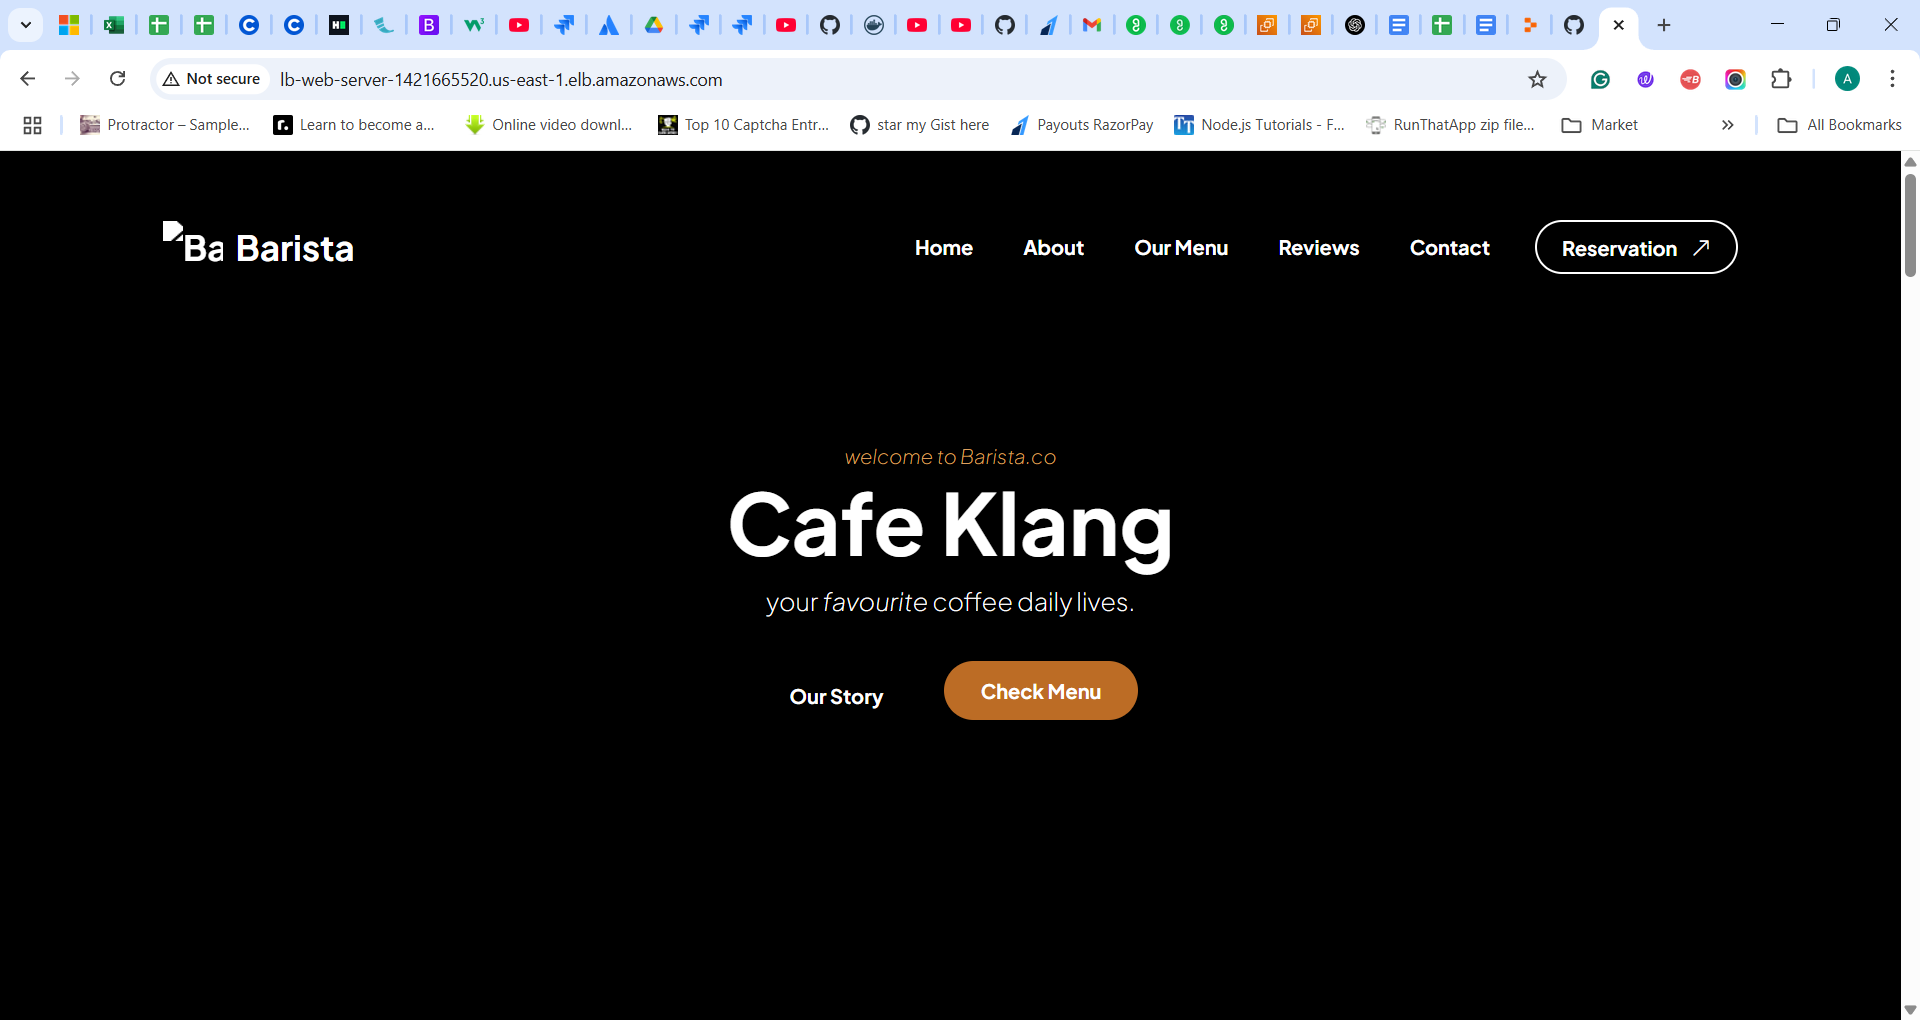 Not secure
lb-web-server-1421665520.us-east-1.elb.amazonaws.com
A
Protractor – Sample...
Learn to become a...
Online video downl...
Top 10 Captcha Entr...
star my Gist here
Payouts RazorPay
Node.js Tutorials - F...
RunThatApp zip file...
Market
All Bookmarks
Ba Barista
Home
About
Our Menu
Reviews
Contact
Reservation
welcome to Barista.co
Cafe Klang
your favourite coffee daily lives.
Our Story
Check Menu